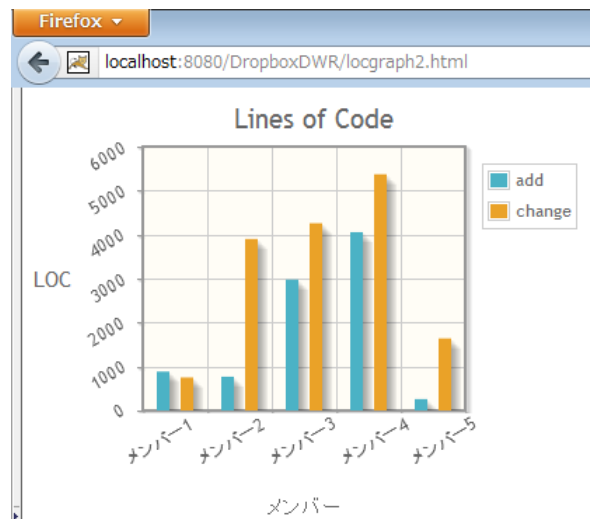 Firefox
localhost:8080/DropboxDWR/locgraph2.html
Lines of Code
6000
5000
4000
3000
2000
1000
0
LOC
add
change
メンバー1
メンバー2
メンバー3
メンバー4
メンバー5
メンバー